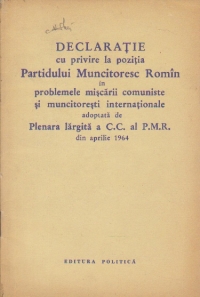 DECLARAȚIE
cu privire la poziția
Partidului Muncitoresc Romîn
în
problemele mișcării comuniste
și muncitorești internaționale
adoptată de
Plenara lărgită a C.C. al P.M.R.
din aprilie 1964
EDITURA POLITICĂ